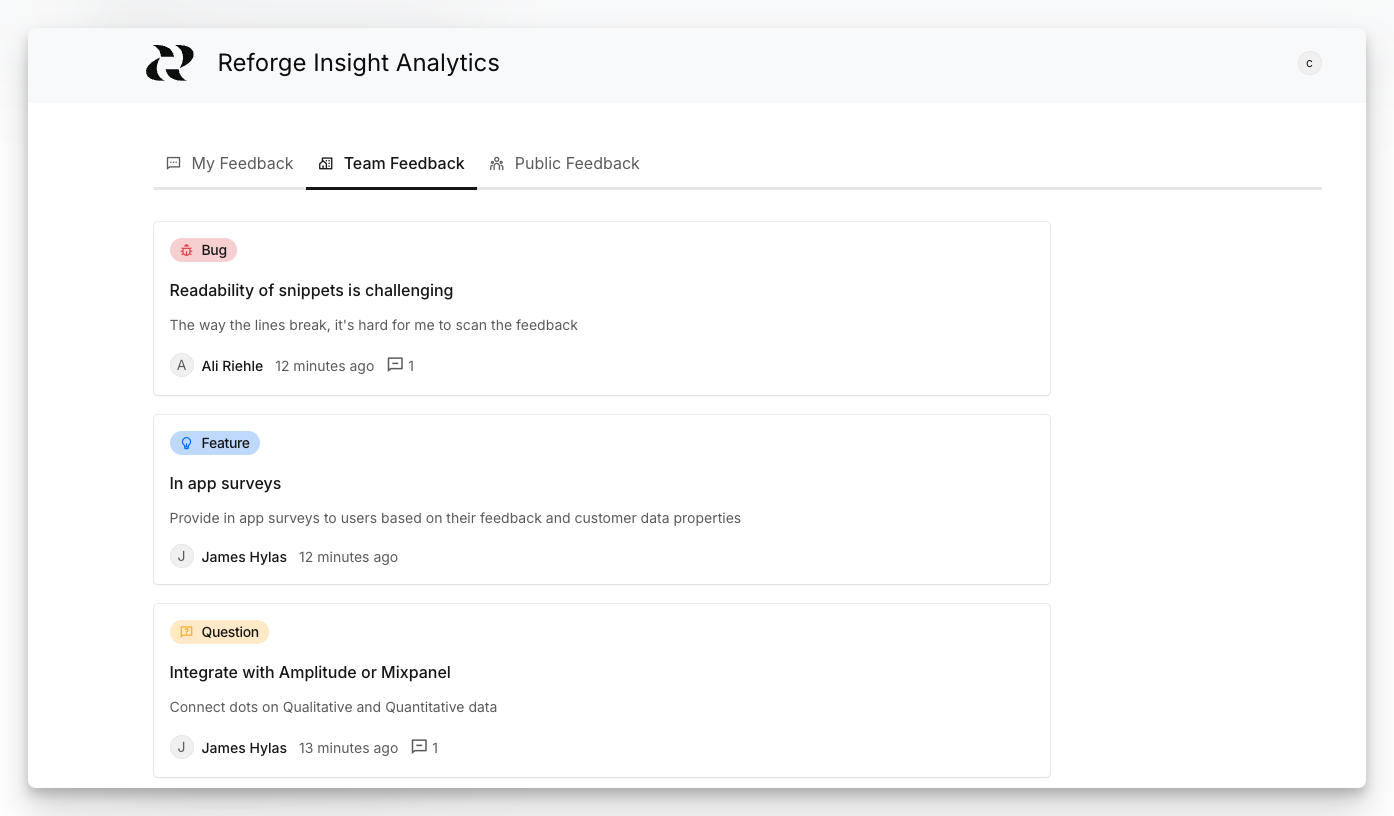 Reforge Insight Analytics
c
My Feedback
Team Feedback
Public Feedback
Bug
Readability of snippets is challenging
The way the lines break, it's hard for me to scan the feedback
A Ali Riehle 12 minutes ago 1
Feature
In app surveys
Provide in app surveys to users based on their feedback and customer data properties
J James Hylas 12 minutes ago
Question
Integrate with Amplitude or Mixpanel
Connect dots on Qualitative and Quantitative data
J James Hylas 13 minutes ago 1